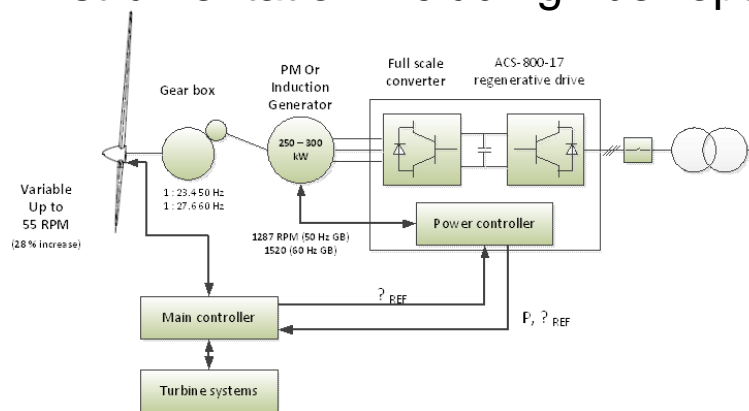 Full scale
converter
ACS-800-17
regenerative drive
PM Or
Induction
Generator
Gear box
250 – 300
kW
Variable
Up to
55 RPM
(28 % increase)
1 : 23.450 Hz
1 : 27.660 Hz
1287 RPM (50 Hz GB)
1520 (60 Hz GB)
Power controller
? REF
P, ? REF
Main controller
Turbine systems